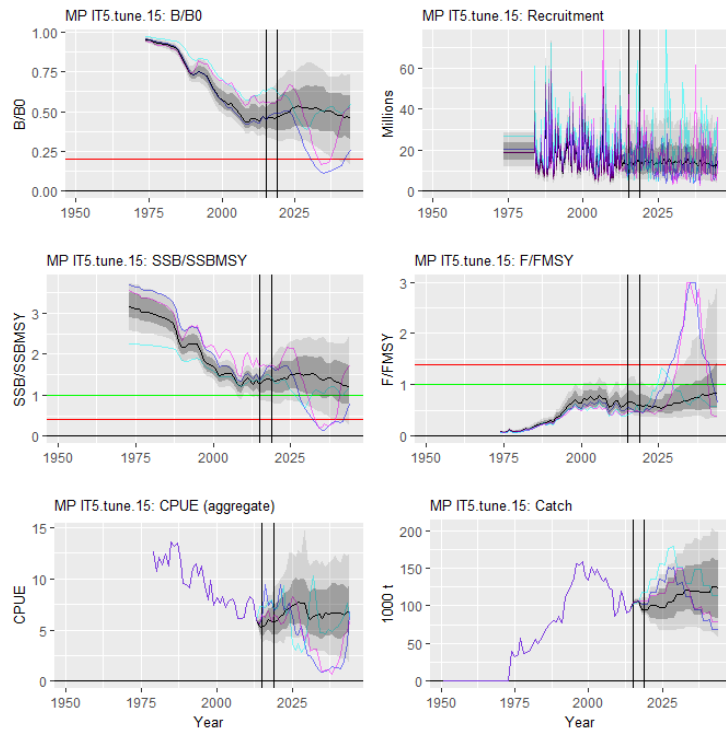 MP IT5.tune.15: B/B0
MP IT5.tune.15: Recruitment
1.00
0.75
0.50
0.25
0.00
B/B0
60
40
20
0
Millions
1950 1975 2000 2025
1950 1975 2000 2025
MP IT5.tune.15: SSB/SSBMSY
MP IT5.tune.15: F/FMSY
3
2
1
0
SSB/SSBMSY
3
2
1
0
F/FMSY
1950 1975 2000 2025
1950 1975 2000 2025
MP IT5.tune.15: CPUE (aggregate)
MP IT5.tune.15: Catch
15
10
5
0
CPUE
200
150
100
50
0
1000 t
1950 1975 2000 2025
1950 1975 2000 2025
Year
Year